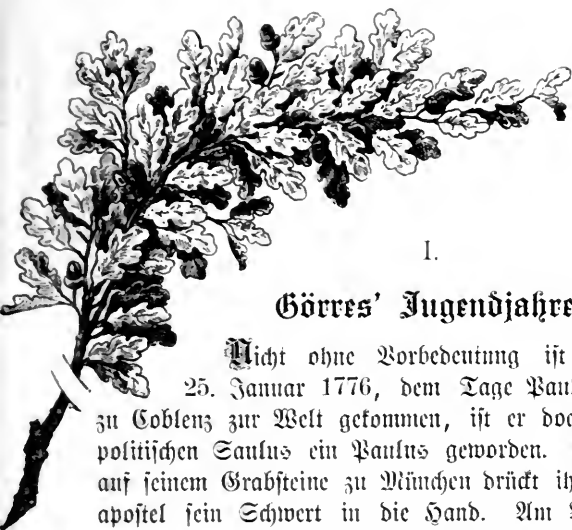 I.
Görres' Jugendjahre
Nicht ohne Vorbedeutung ist
25. Januar 1776, dem Tage Pau
zu Coblenz zur Welt gekommen, ist er doc
politischen Saulus ein Paulus geworden.
auf seinem Grabsteine zu München drückt ih
apostel sein Schwert in die Hand. Am